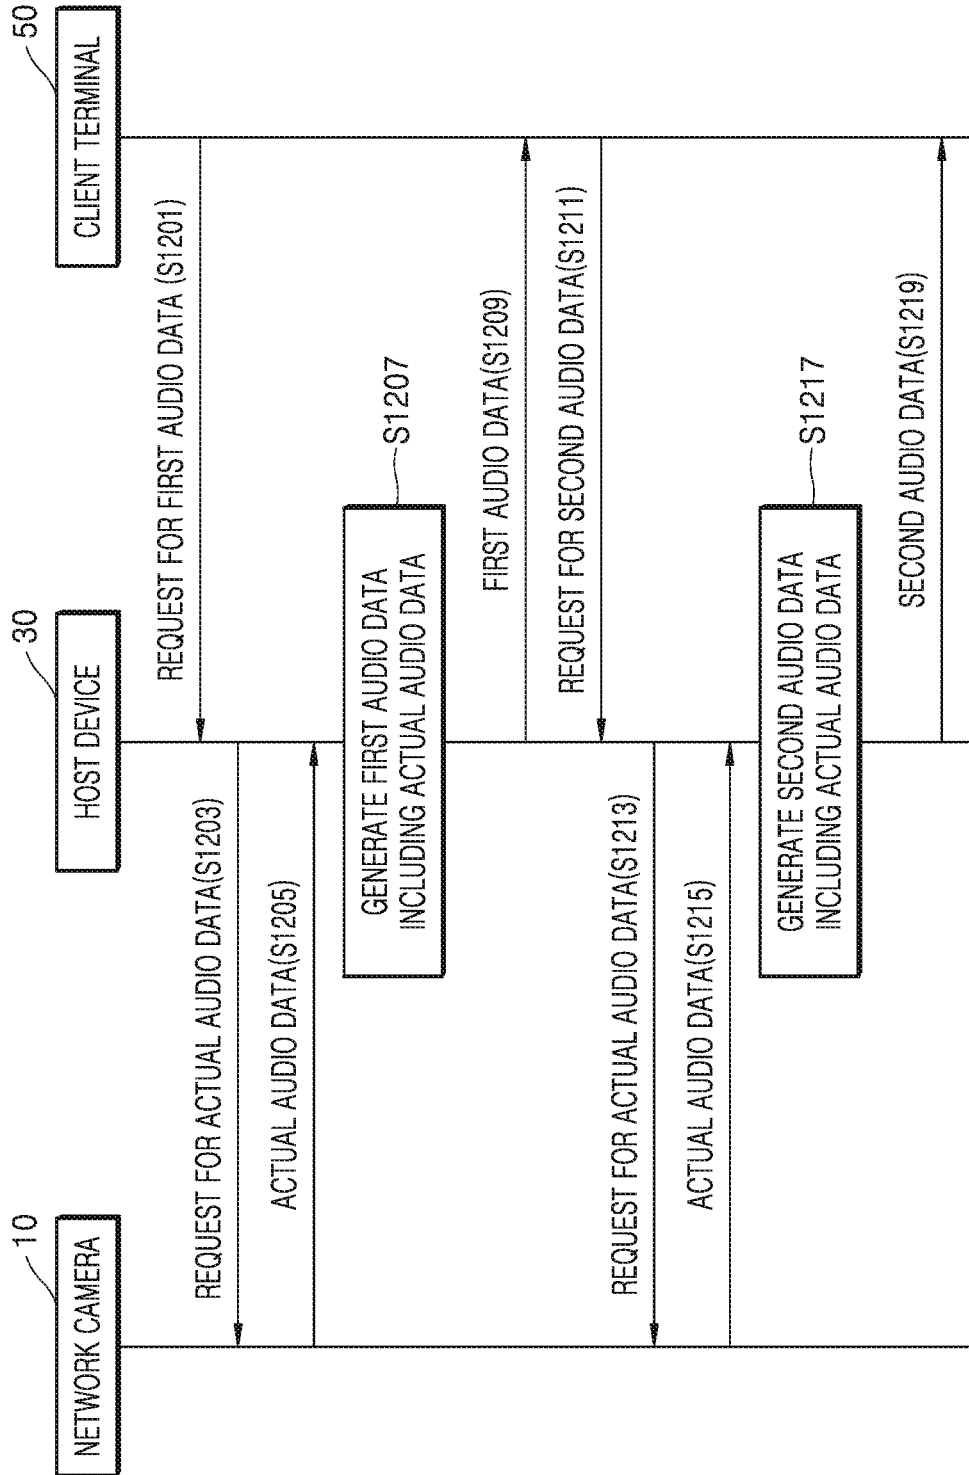 10
30
50
NETWORK CAMERA
HOST DEVICE
CLIENT TERMINAL
REQUEST FOR FIRST AUDIO DATA (S1201)
REQUEST FOR ACTUAL AUDIO DATA(S1203)
ACTUAL AUDIO DATA(S1205)
S1207
GENERATE FIRST AUDIO DATA
INCLUDING ACTUAL AUDIO DATA
FIRST AUDIO DATA(S1209)
REQUEST FOR SECOND AUDIO DATA(S1211)
REQUEST FOR ACTUAL AUDIO DATA(S1213)
ACTUAL AUDIO DATA(S1215)
S1217
GENERATE SECOND AUDIO DATA
INCLUDING ACTUAL AUDIO DATA
SECOND AUDIO DATA(S1219)